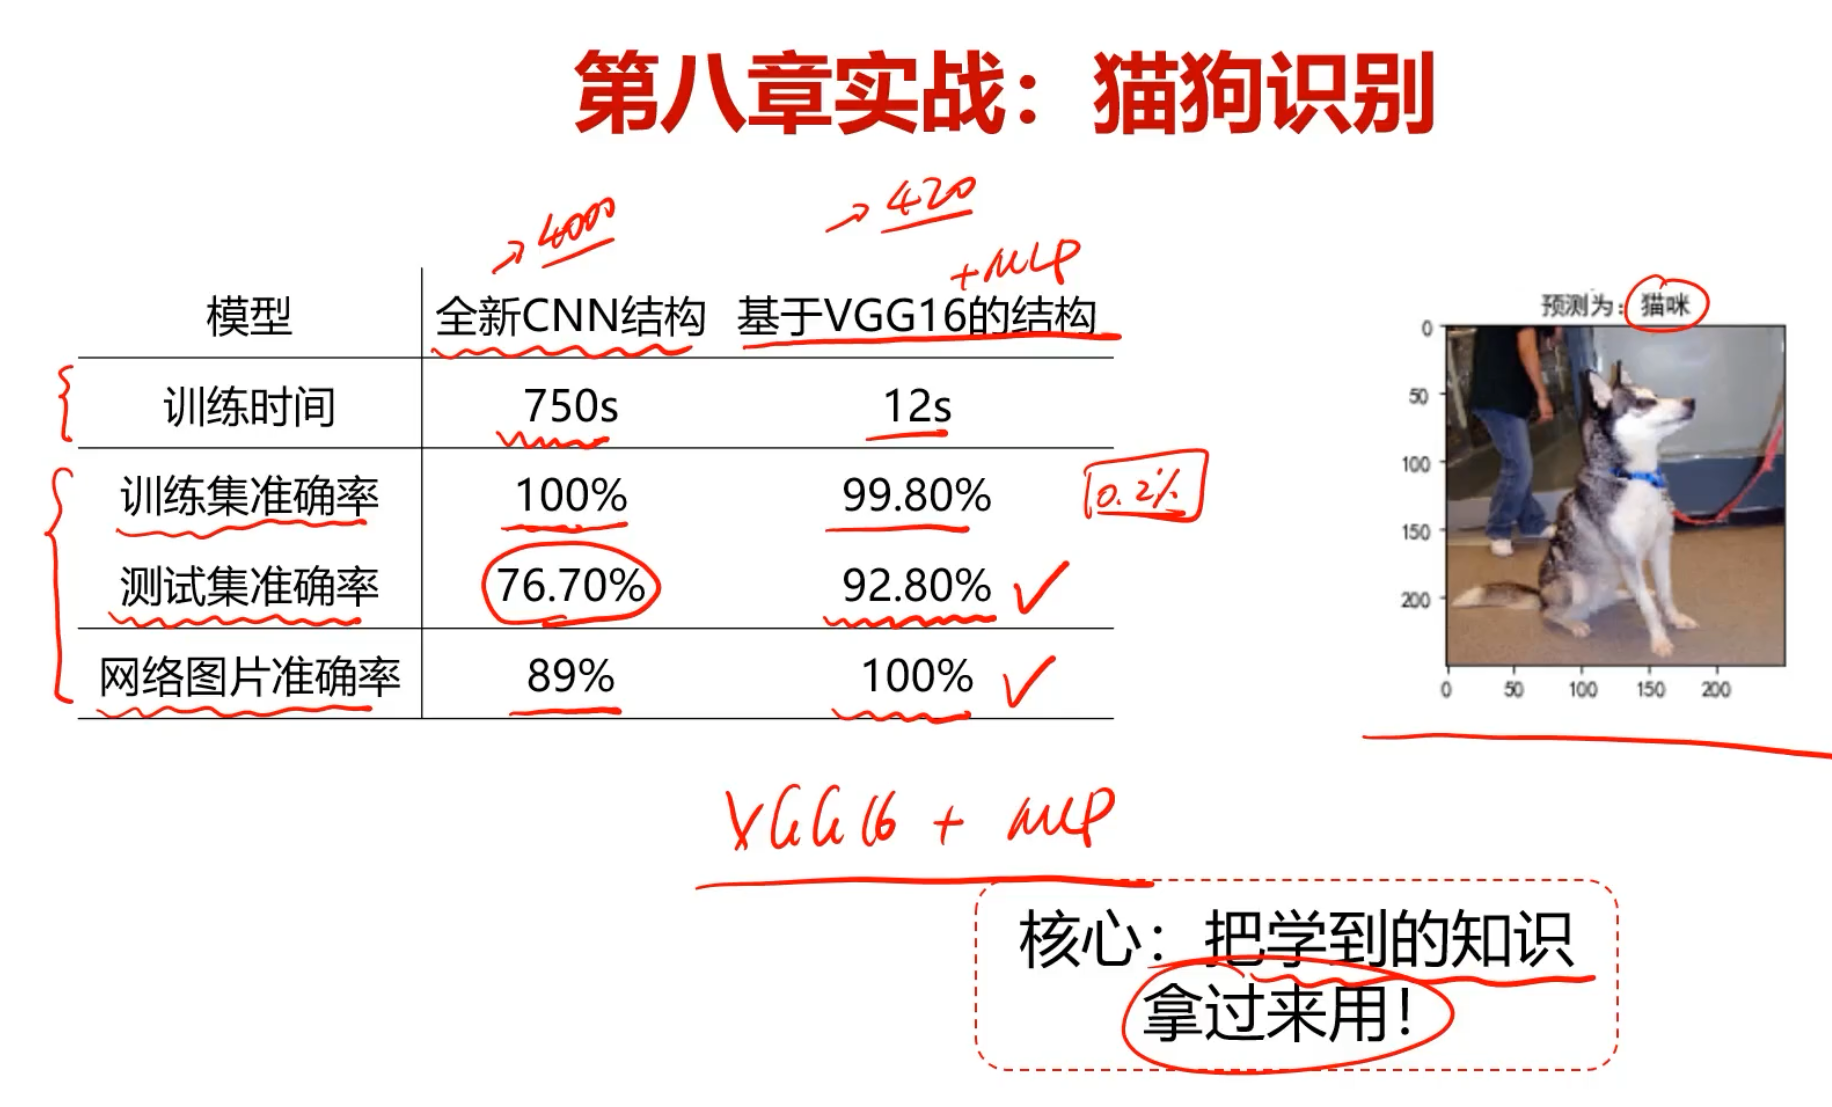 第八章实战：猫狗识别
→4000
→420
+MLP
模型 全新CNN结构 基于VGG16的结构
训练时间 750s 12s
训练集准确率 100% 99.80% 0.2%
测试集准确率 76.70% 92.80% ✓
网络图片准确率 89% 100% ✓
预测为：猫咪
0
50
100
150
200
0 50 100 150 200
VGG16 + MLP
核心：把学到的知识
拿过来用！